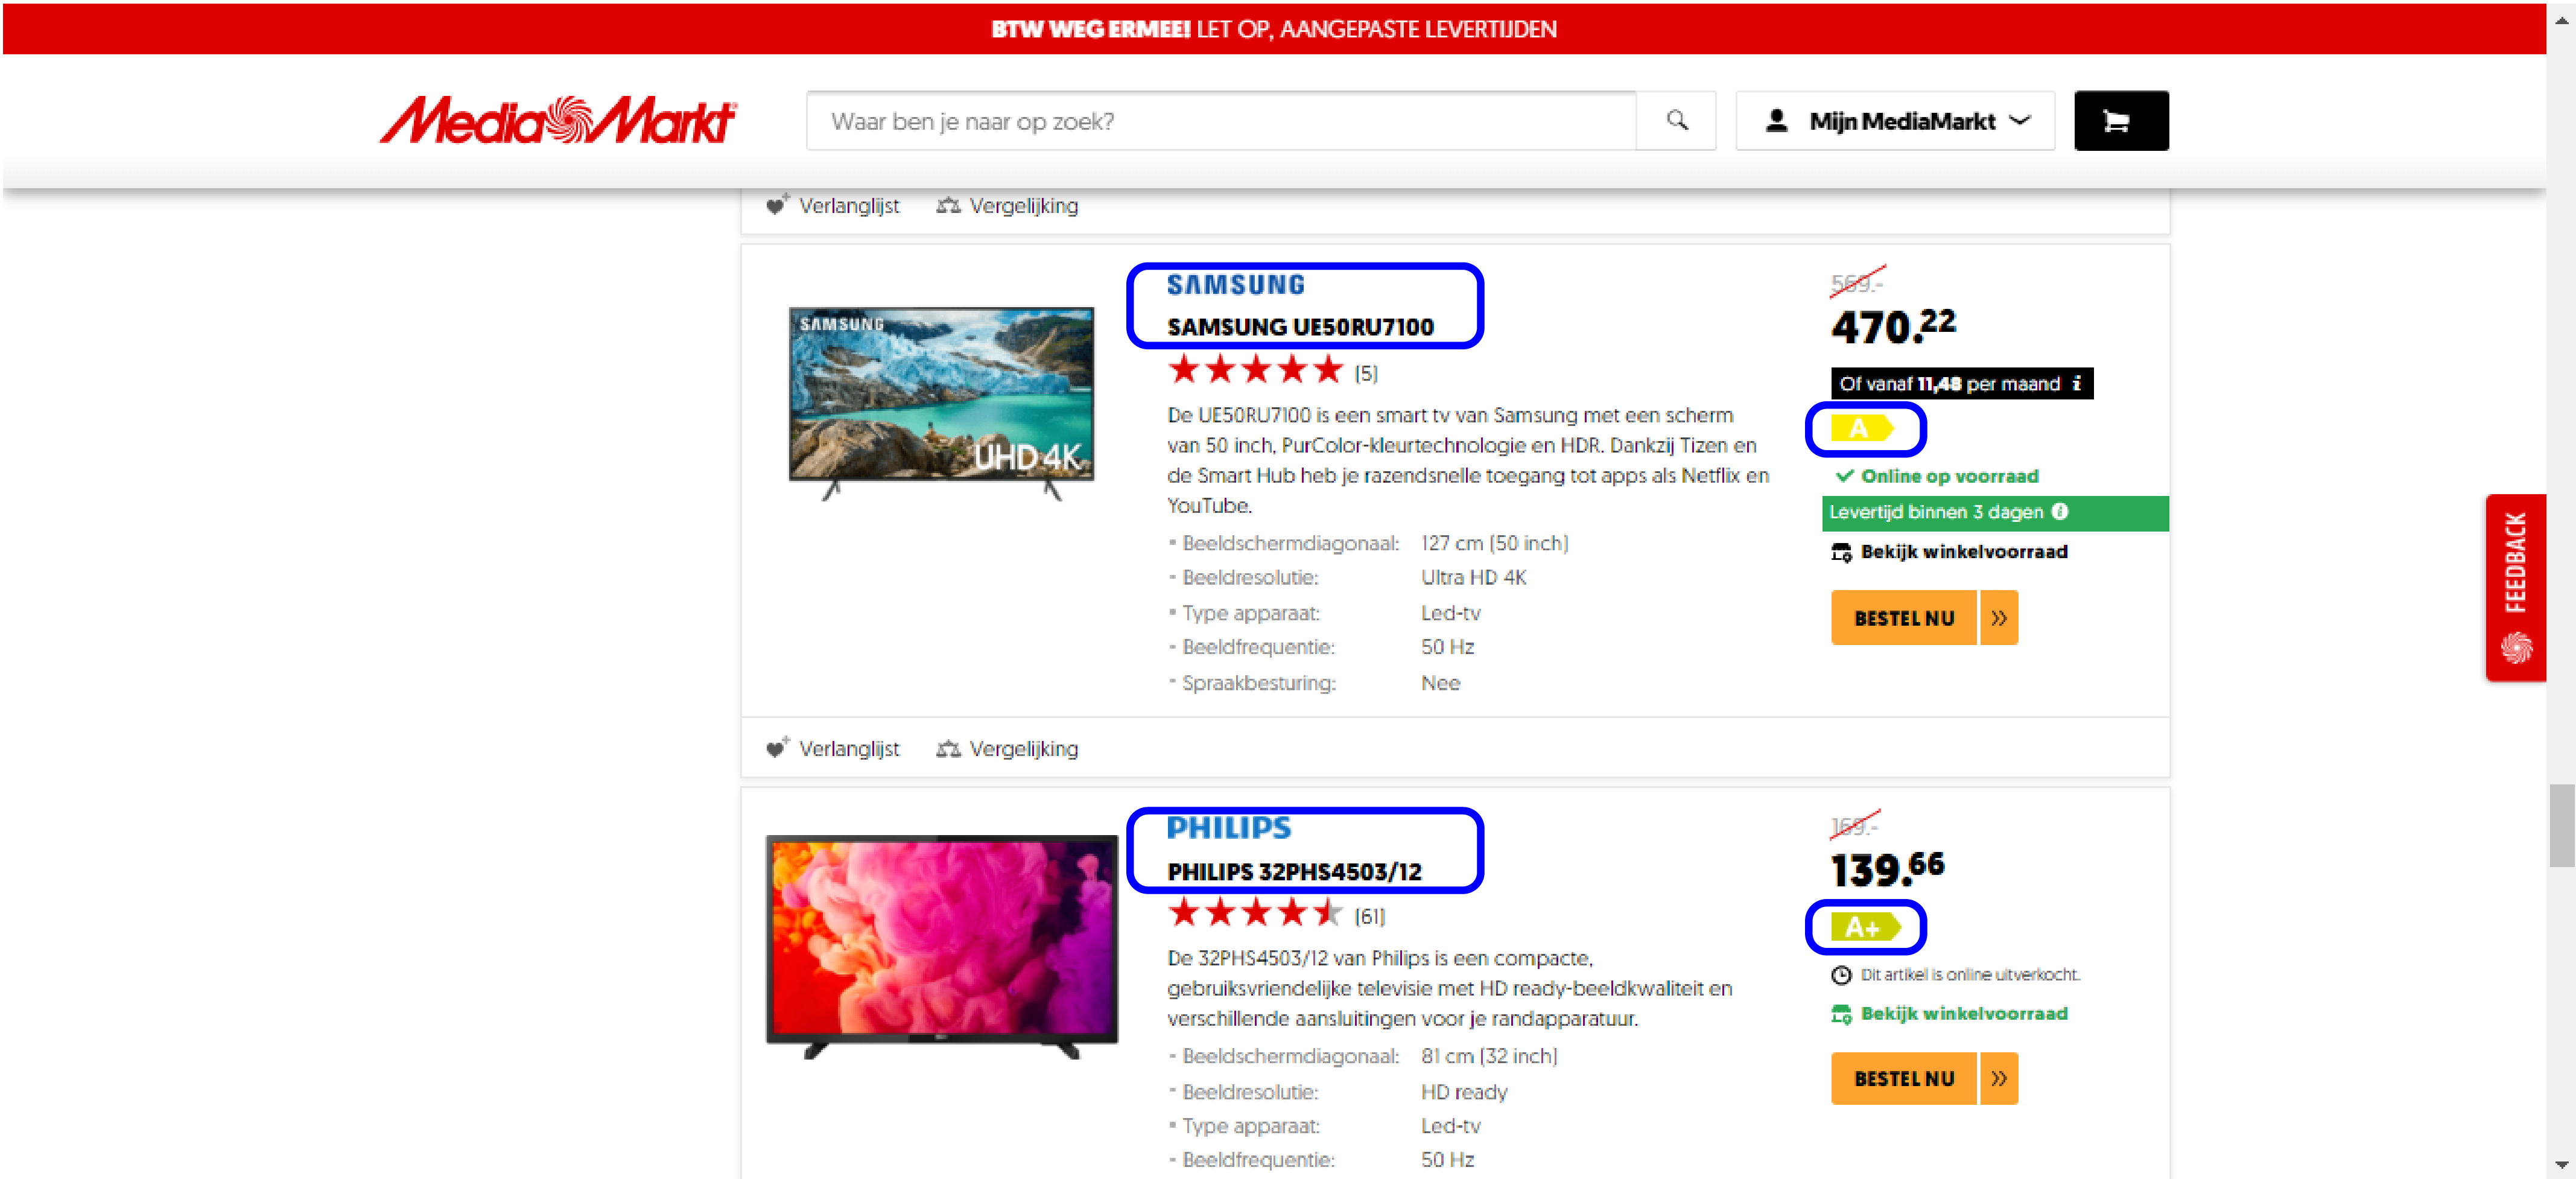 BTW WEG ERMEE! LET OP, AANGEPASTE LEVERTIJDEN
MediaMarkt
Waar ben je naar op zoek?
Mijn MediaMarkt
Verlanglijst Vergelijking
SAMSUNG
UHD 4K
SAMSUNG
SAMSUNG UE50RU7100
(5)
De UE50RU7100 is een smart tv van Samsung met een scherm
van 50 inch, PurColor-kleurtechnologie en HDR. Dankzij Tizen en
de Smart Hub heb je razendsnelle toegang tot apps als Netflix en
YouTube.
Beeldschermdiagonaal: 127 cm (50 inch)
Beeldresolutie: Ultra HD 4K
Type apparaat: Led-tv
Beeldfrequentie: 50 Hz
Spraakbesturing: Nee
569.-
470.22
Of vanaf 11,48 per maand i
A
Online op voorraad
Levertijd binnen 3 dagen i
Bekijk winkelvoorraad
BESTEL NU »
FEEDBACK
Verlanglijst Vergelijking
PHILIPS
PHILIPS 32PHS4503/12
(61)
De 32PHS4503/12 van Philips is een compacte,
gebruiksvriendelijke televisie met HD ready-beeldkwaliteit en
verschillende aansluitingen voor je randapparatuur.
Beeldschermdiagonaal: 81 cm (32 inch)
Beeldresolutie: HD ready
Type apparaat: Led-tv
Beeldfrequentie: 50 Hz
169.-
139.66
A+
Dit artikel is online uitverkocht.
Bekijk winkelvoorraad
BESTEL NU »